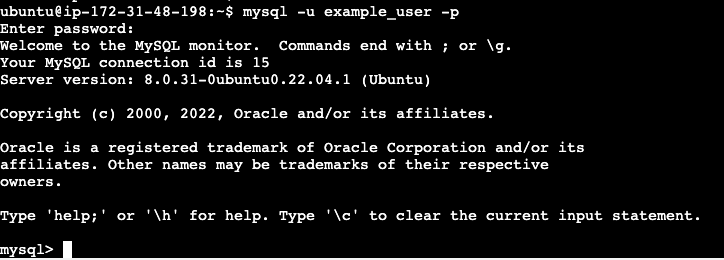 ubuntu@ip-172-31-48-198:~$ mysql -u example_user -p
Enter password:
Welcome to the MySQL monitor.  Commands end with ; or \g.
Your MySQL connection id is 15
Server version: 8.0.31-0ubuntu0.22.04.1 (Ubuntu)

Copyright (c) 2000, 2022, Oracle and/or its affiliates.

Oracle is a registered trademark of Oracle Corporation and/or its
affiliates. Other names may be trademarks of their respective
owners.

Type 'help;' or '\h' for help. Type '\c' to clear the current input statement.

mysql>